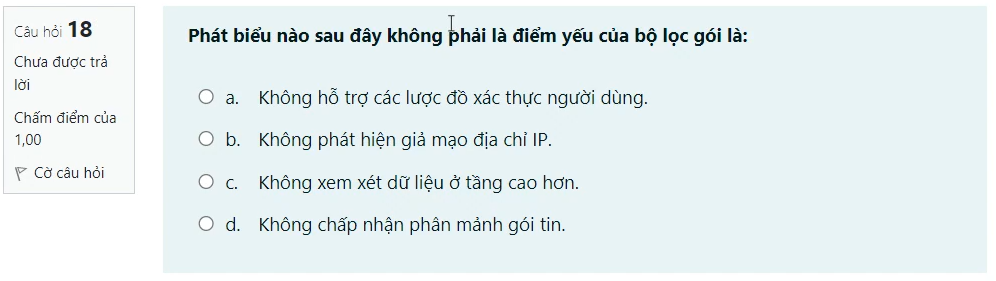 Câu hỏi 18
Chưa được trả
lời
Chấm điểm của
1,00
Cờ câu hỏi
Phát biểu nào sau đây không phải là điểm yếu của bộ lọc gói là:
a. Không hỗ trợ các lược đồ xác thực người dùng.
b. Không phát hiện giả mạo địa chỉ IP.
c. Không xem xét dữ liệu ở tầng cao hơn.
d. Không chấp nhận phân mảnh gói tin.